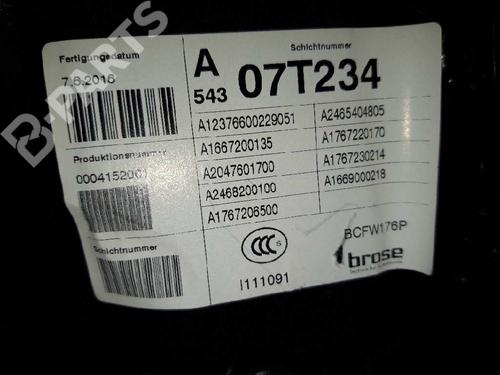 Fertigungsdatum
7.6.2016
A
543
Schichtnummer
07T234
A12376600229051
A1667200135
A2047601700
A2468200100
A1767206500
A2465404805
A1767220170
A1767230214
A1669000218
Produktionsnummer
Schichtnummer
CCC S
I111091
BCFW176P
brose